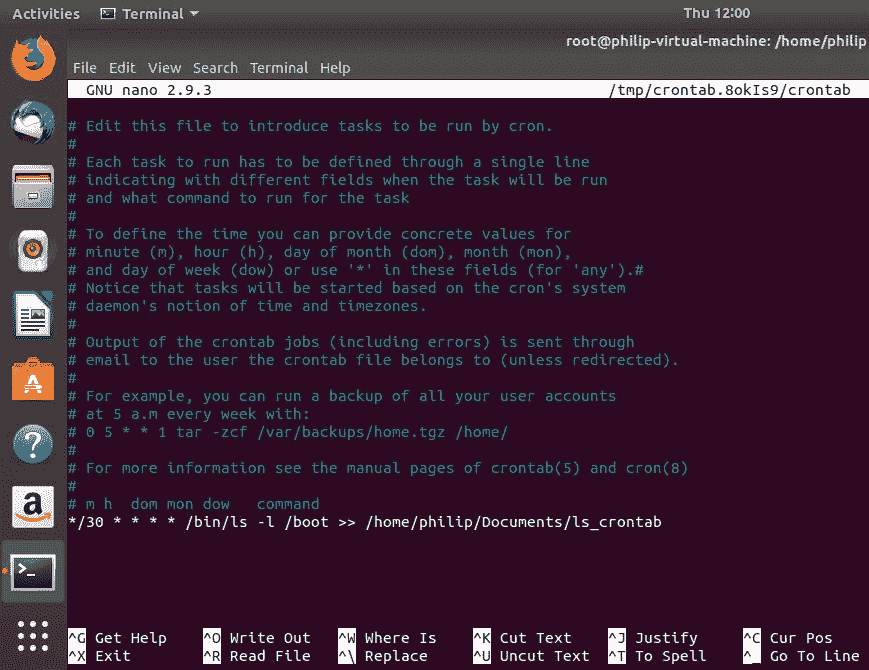 Activities Terminal Thu 12:00
root@philip-virtual-machine: /home/philip
File Edit View Search Terminal Help
GNU nano 2.9.3 /tmp/crontab.8okIs9/crontab
# Edit this file to introduce tasks to be run by cron.
#
# Each task to run has to be defined through a single line
# indicating with different fields when the task will be run
# and what command to run for the task
#
# To define the time you can provide concrete values for
# minute (m), hour (h), day of month (dom), month (mon),
# and day of week (dow) or use '*' in these fields (for 'any').#
# Notice that tasks will be started based on the cron's system
# daemon's notion of time and timezones.
#
# Output of the crontab jobs (including errors) is sent through
# email to the user the crontab file belongs to (unless redirected).
#
# For example, you can run a backup of all your user accounts
# at 5 a.m every week with:
# 0 5 * * 1 tar -zcf /var/backups/home.tgz /home/
#
# For more information see the manual pages of crontab(5) and cron(8)
#
# m h  dom mon dow   command
*/30 * * * * /bin/ls -l /boot >> /home/philip/Documents/ls_crontab
^G Get Help ^O Write Out ^W Where Is ^K Cut Text ^J Justify ^C Cur Pos
^X Exit ^R Read File ^\ Replace ^U Uncut Text ^T To Spell ^_ Go To Line